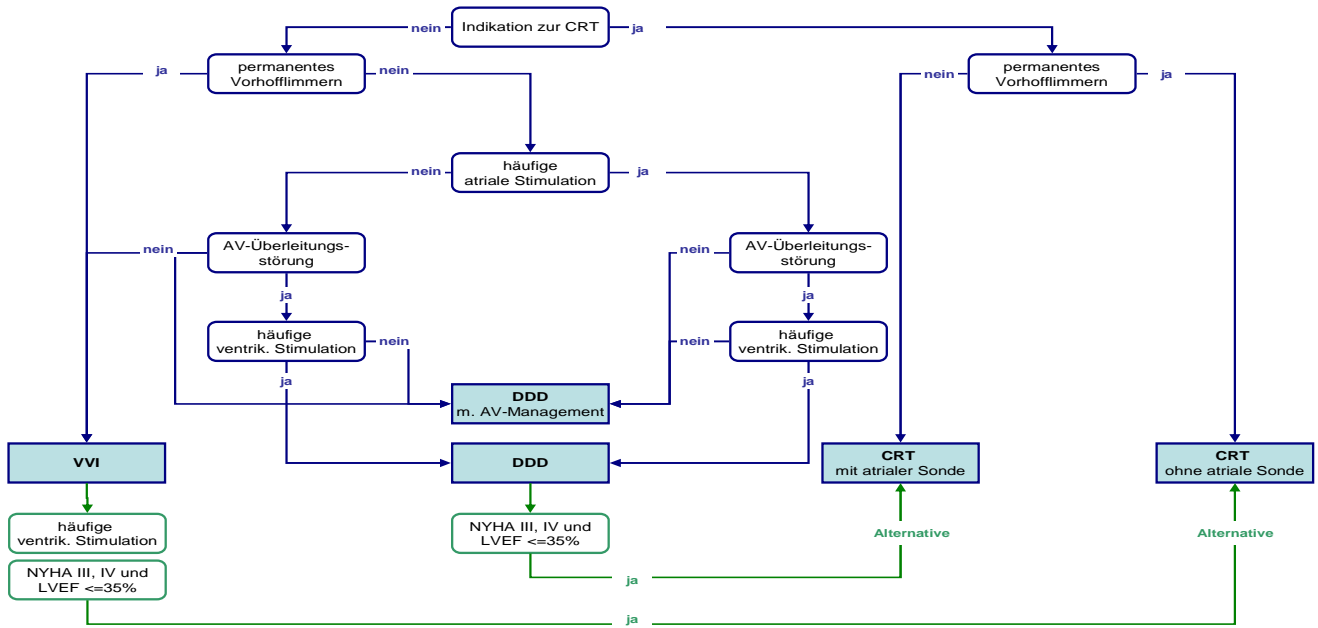 nein
Indikation zur CRT
ja
ja
permanentes
Vorhofflimmern
nein
nein
permanentes
Vorhofflimmern
ja
nein
häufige
atriale Stimulation
ja
nein
AV-Überleitungs-
störung
nein
AV-Überleitungs-
störung
ja
ja
häufige
ventrik. Stimulation
nein
nein
häufige
ventrik. Stimulation
ja
ja
DDD
m. AV-Management
VVI
DDD
CRT
mit atrialer Sonde
CRT
ohne atriale Sonde
häufige
ventrik. Stimulation
NYHA III, IV und
LVEF <=35%
Alternative
Alternative
NYHA III, IV und
LVEF <=35%
ja
ja